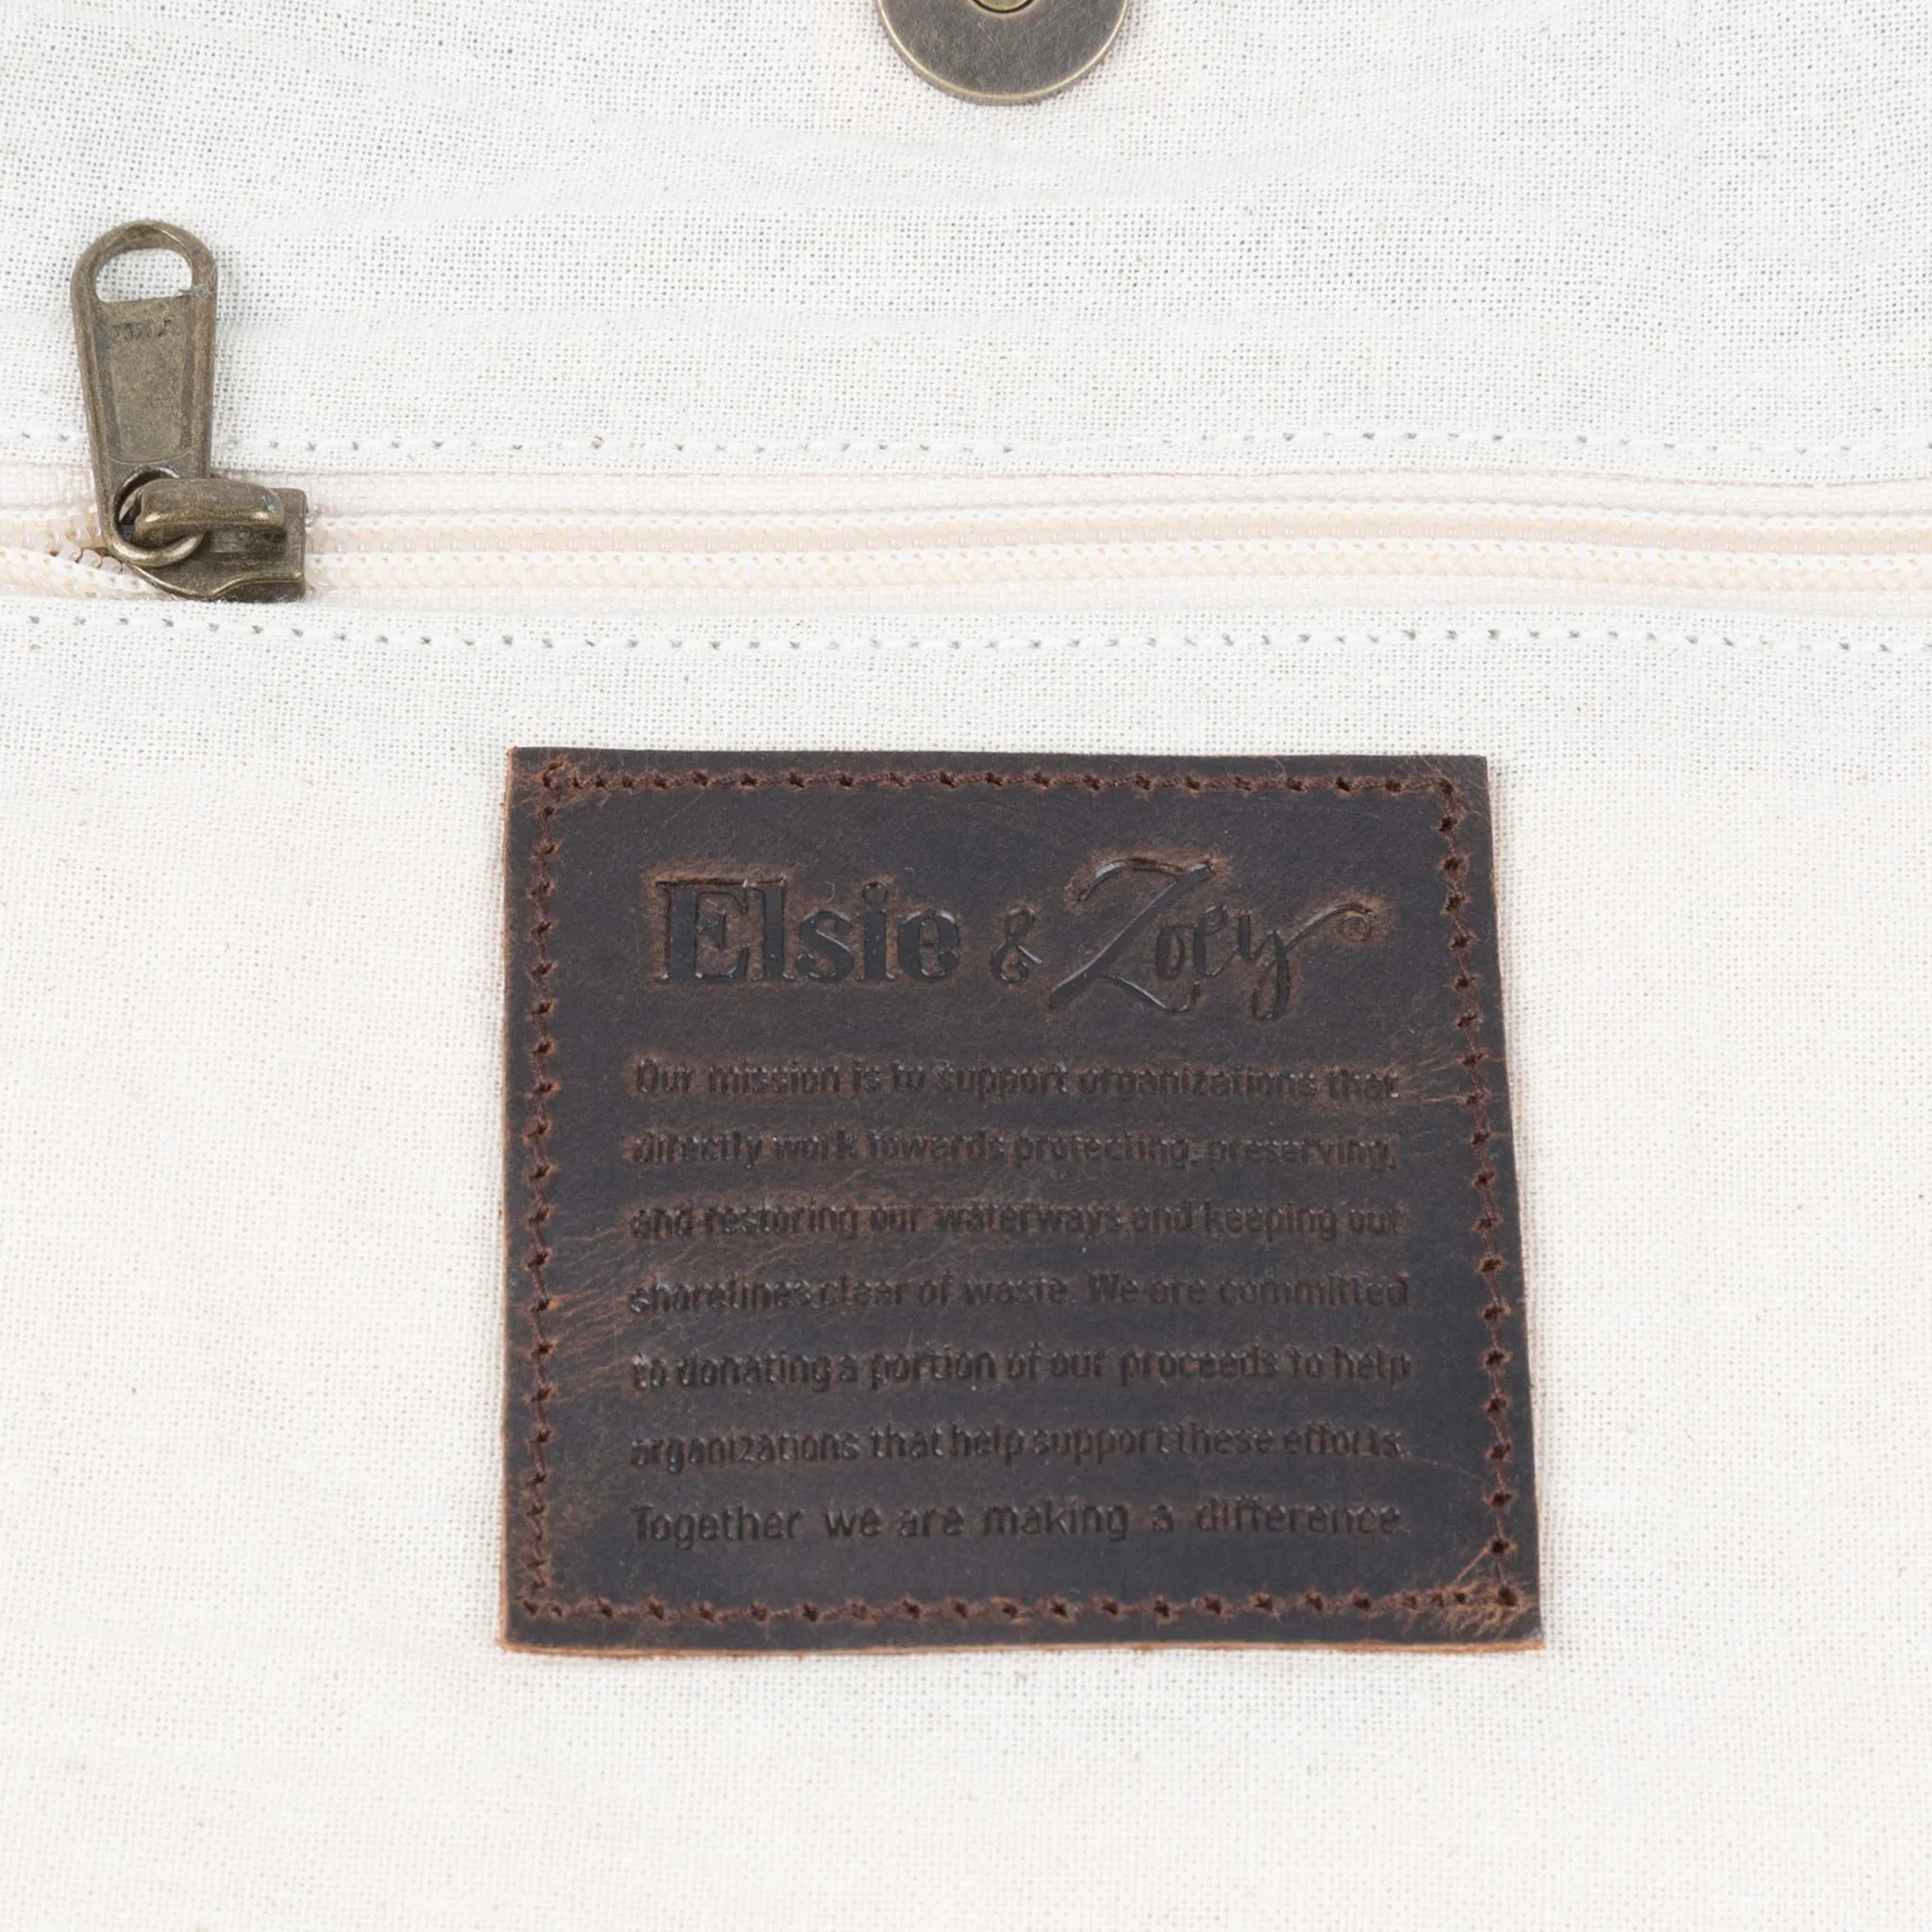 Elsie & Zoey
Our mission is to support organizations that
directly work towards protecting, preserving,
and restoring our waterways and keeping our
shorelines clear of waste. We are committed
to donating a portion of our proceeds to help
organizations that help support these efforts.
Together we are making a difference.